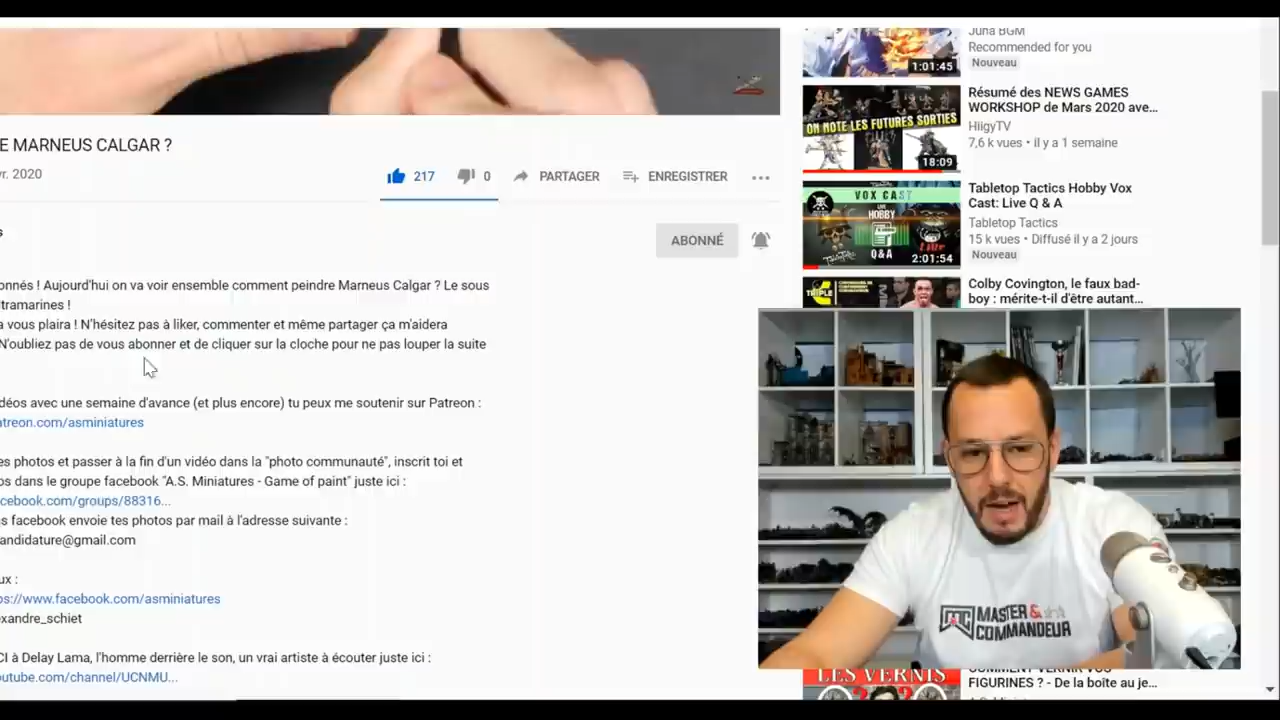 E MARNEUS CALGAR ?
vr. 2020
217
0
PARTAGER
ENREGISTRER
s
ABONNÉ
onnés ! Aujourd'hui on va voir ensemble comment peindre Marneus Calgar ? Le sous
tramarines !
a vous plaira ! N'hésitez pas à liker, commenter et même partager ça m'aidera
N'oubliez pas de vous abonner et de cliquer sur la cloche pour ne pas louper la suite
déos avec une semaine d'avance (et plus encore) tu peux me soutenir sur Patreon :
atreon.com/asminiatures
es photos et passer à la fin d'un vidéo dans la "photo communauté", inscrit toi et
os dans le groupe facebook "A.S. Miniatures - Game of paint" juste ici :
cebook.com/groups/88316...
s facebook envoie tes photos par mail à l'adresse suivante :
andidature@gmail.com
ux :
ps://www.facebook.com/asminiatures
exandre_schiet
CI à Delay Lama, l'homme derrière le son, un vrai artiste à écouter juste ici :
outube.com/channel/UCNMU...
Juna BGM
Recommended for you
Nouveau
1:01:45
ON NOTE LES FUTURES SORTIES
18:09
Résumé des NEWS GAMES
WORKSHOP de Mars 2020 ave...
HiigyTV
7,6 k vues • il y a 1 semaine
VOX CAST
LIVE
HOBBY
Q&A
2:01:54
Tabletop Tactics Hobby Vox
Cast: Live Q & A
Tabletop Tactics
15 k vues • Diffusé il y a 2 jours
Nouveau
TRIPLE
Colby Covington, le faux bad-
boy : mérite-t-il d'être autant...
MASTER &
COMMANDEUR
LES VERNIS
COMMENT VERNIR VOS
FIGURINES ? - De la boîte au je...